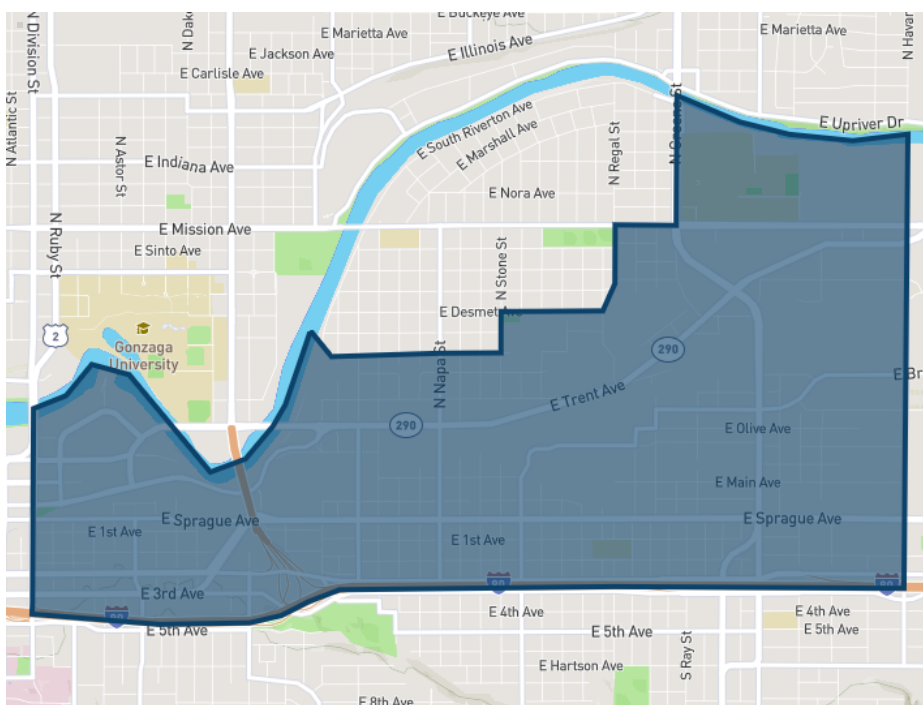 E Buckeye Ave
N Division St
N Dak
E Marietta Ave
E Illinois Ave
E Marietta Ave
N Havar
E Jackson Ave
E Carlisle Ave
N Atlantic St
N Astor St
E South Riverton Ave
E Marshall Ave
N Regal St
N Greene St
E Upriver Dr
E Indiana Ave
E Nora Ave
N Ruby St
E Mission Ave
E Sinto Ave
N Stone St
E Desmet Ave
2
Gonzaga
University
290
N Napa St
E Br
E Trent Ave
290
E Olive Ave
E Main Ave
E 1st Ave
E Sprague Ave
E Sprague Ave
E 1st Ave
E 3rd Ave
90
90
90
E 4th Ave
E 4th Ave
E 5th Ave
E 5th Ave
E 5th Ave
S Ray St
E Hartson Ave
E 8th Ave